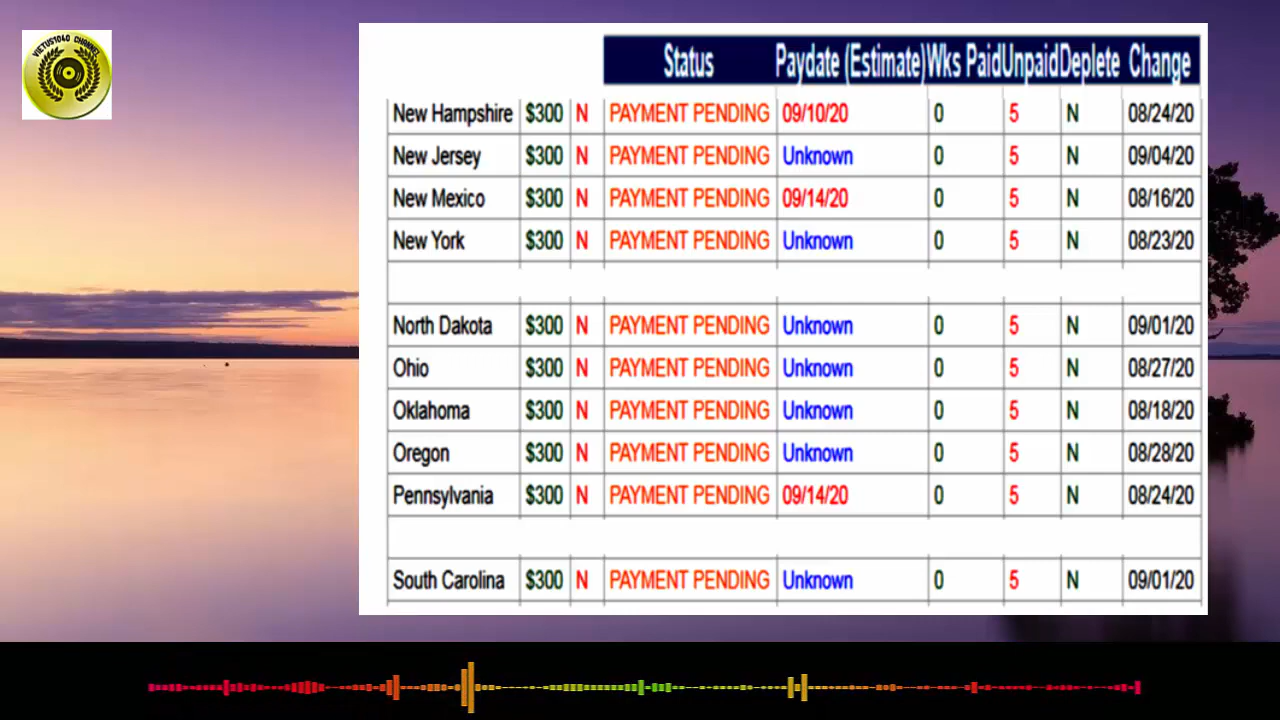 VIETUS1040 CHANNEL
Status Paydate (Estimate) Wks Paid Unpaid Deplete Change
New Hampshire $300 N PAYMENT PENDING 09/10/20 0 5 N 08/24/20
New Jersey $300 N PAYMENT PENDING Unknown 0 5 N 09/04/20
New Mexico $300 N PAYMENT PENDING 09/14/20 0 5 N 08/16/20
New York $300 N PAYMENT PENDING Unknown 0 5 N 08/23/20
North Dakota $300 N PAYMENT PENDING Unknown 0 5 N 09/01/20
Ohio $300 N PAYMENT PENDING Unknown 0 5 N 08/27/20
Oklahoma $300 N PAYMENT PENDING Unknown 0 5 N 08/18/20
Oregon $300 N PAYMENT PENDING Unknown 0 5 N 08/28/20
Pennsylvania $300 N PAYMENT PENDING 09/14/20 0 5 N 08/24/20
South Carolina $300 N PAYMENT PENDING Unknown 0 5 N 09/01/20